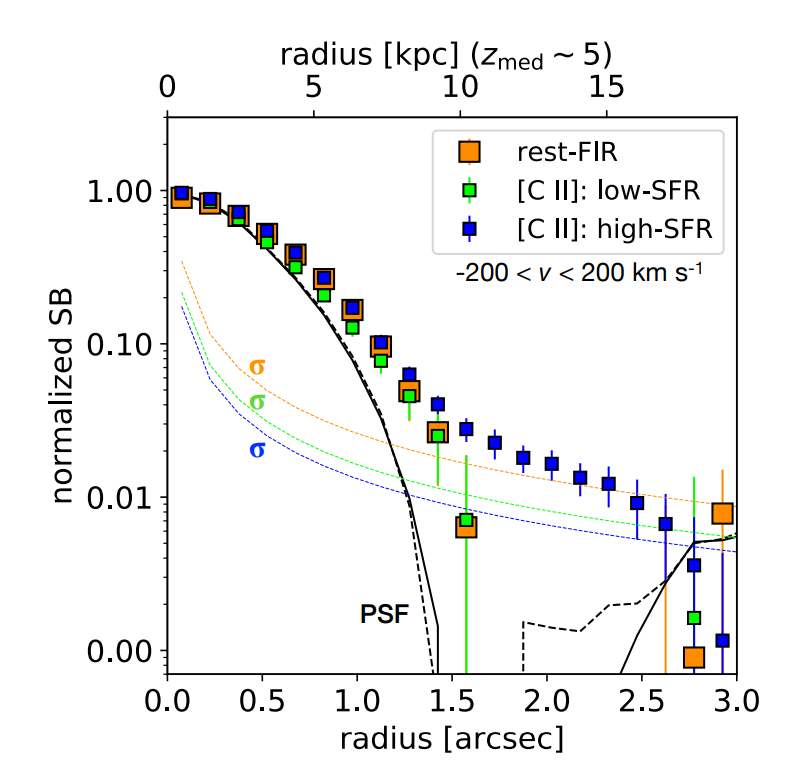 radius [kpc] (z_med ∼ 5)
0 5 10 15
rest-FIR
[C II]: low-SFR
[C II]: high-SFR
-200 < v < 200 km s⁻¹
1.00
0.10
0.01
0.00
normalized SB
σ
σ
σ
PSF
0.0 0.5 1.0 1.5 2.0 2.5 3.0
radius [arcsec]